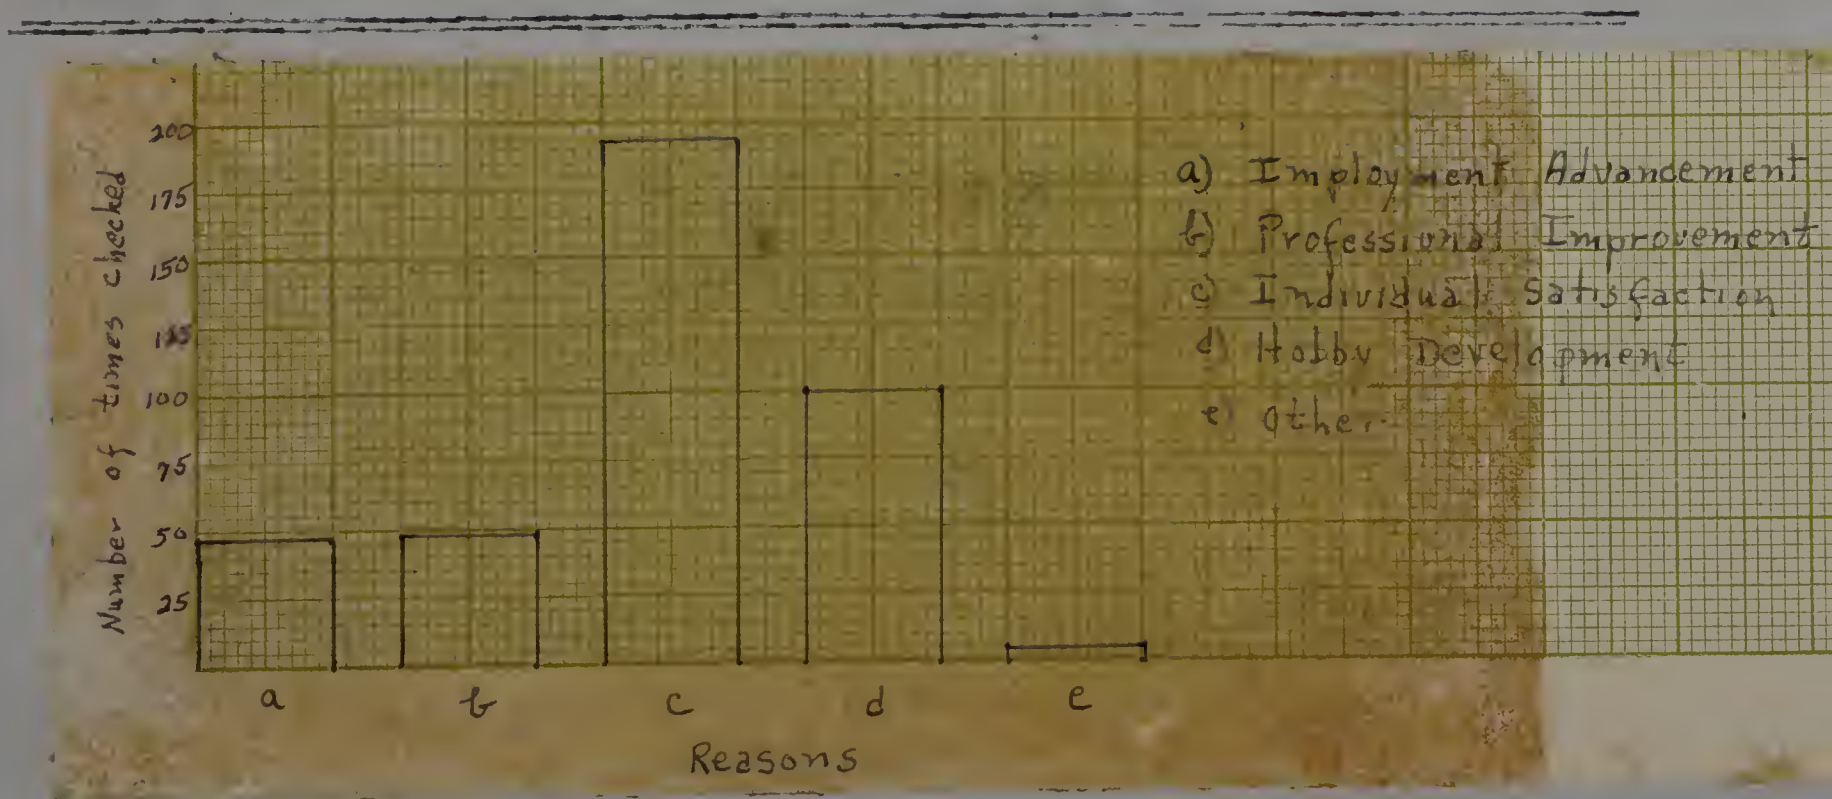 Number of times checked
200
175
150
125
100
75
50
25
a b c d e
Reasons
a) Imployment Advancement
b) Professional Improvement
c) Individual Satisfaction
d) Hobby Development
e) Other